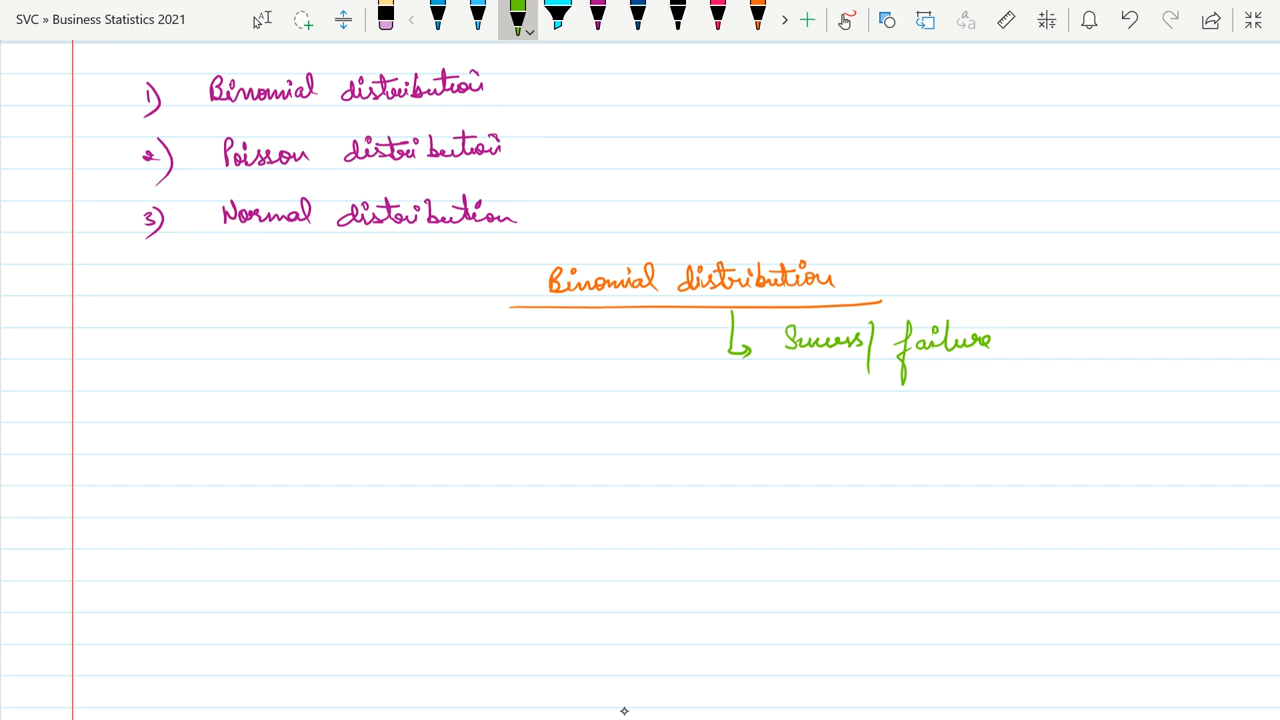 SVC » Business Statistics 2021
1) Binomial distribution
2) Poisson distribution
3) Normal distribution
Binomial distribution
Success/ failure